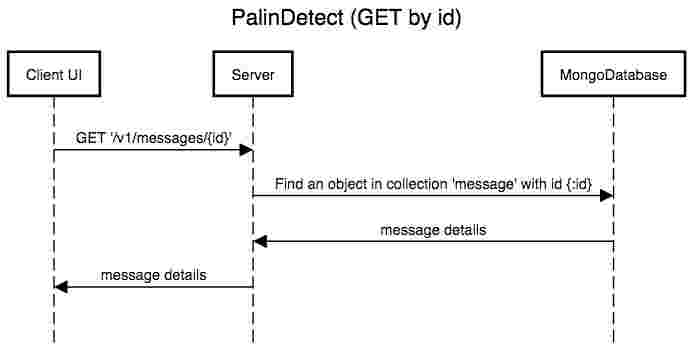 PalinDetect (GET by id)
Client UI
Server
MongoDatabase
GET '/v1/messages/{id}'
Find an object in collection 'message' with id {:id}
message details
message details